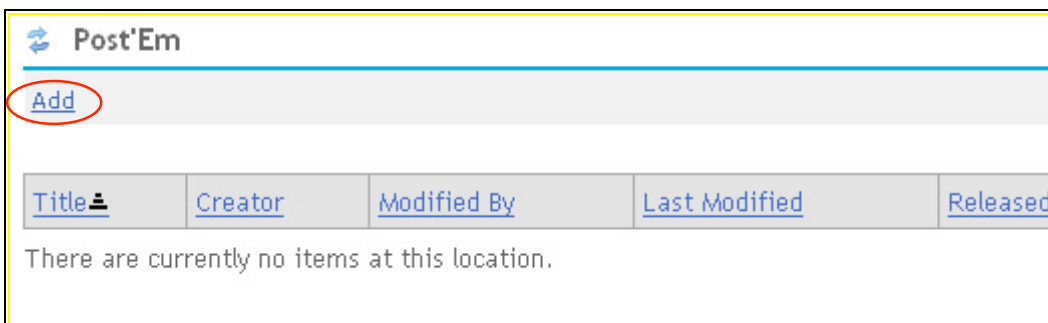 Post'Em
Add
Title Creator Modified By Last Modified Released
There are currently no items at this location.